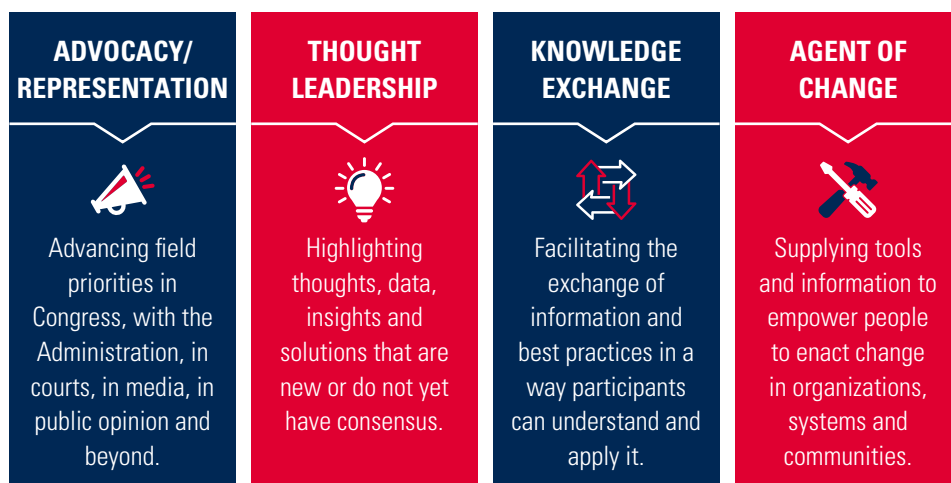 ADVOCACY/
REPRESENTATION
Advancing field
priorities in
Congress, with the
Administration, in
courts, in media, in
public opinion and
beyond.
THOUGHT
LEADERSHIP
Highlighting
thoughts, data,
insights and
solutions that are
new or do not yet
have consensus.
KNOWLEDGE
EXCHANGE
Facilitating the
exchange of
information and
best practices in a
way participants
can understand and
apply it.
AGENT OF
CHANGE
Supplying tools
and information to
empower people
to enact change
in organizations,
systems and
communities.